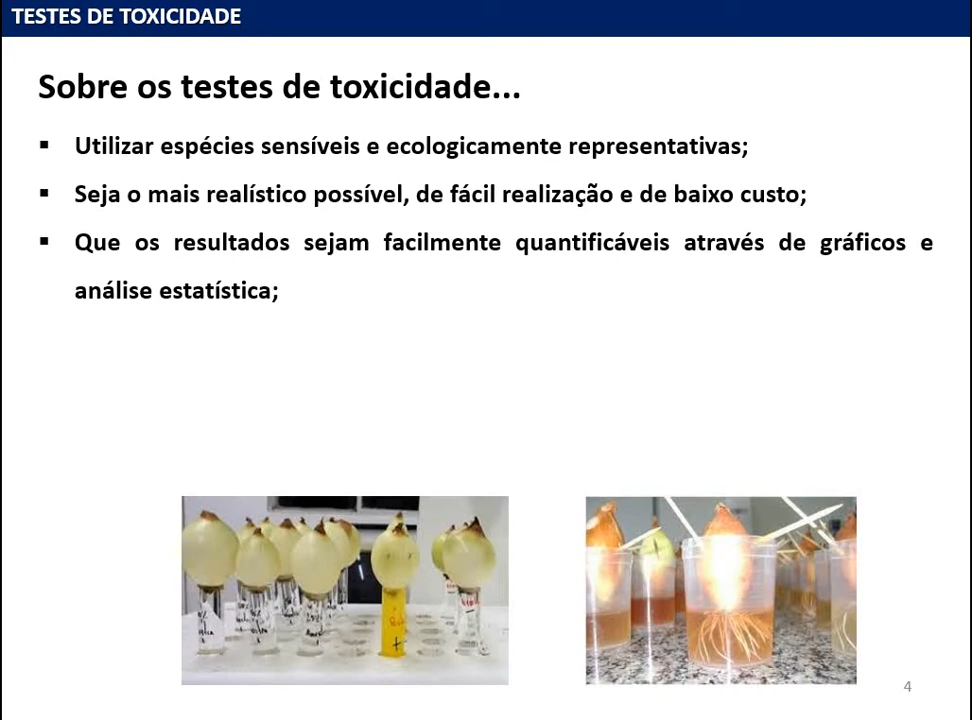 TESTES DE TOXICIDADE
Sobre os testes de toxicidade...
▪ Utilizar espécies sensíveis e ecologicamente representativas;
▪ Seja o mais realístico possível, de fácil realização e de baixo custo;
▪ Que os resultados sejam facilmente quantificáveis através de gráficos e
análise estatística;
4